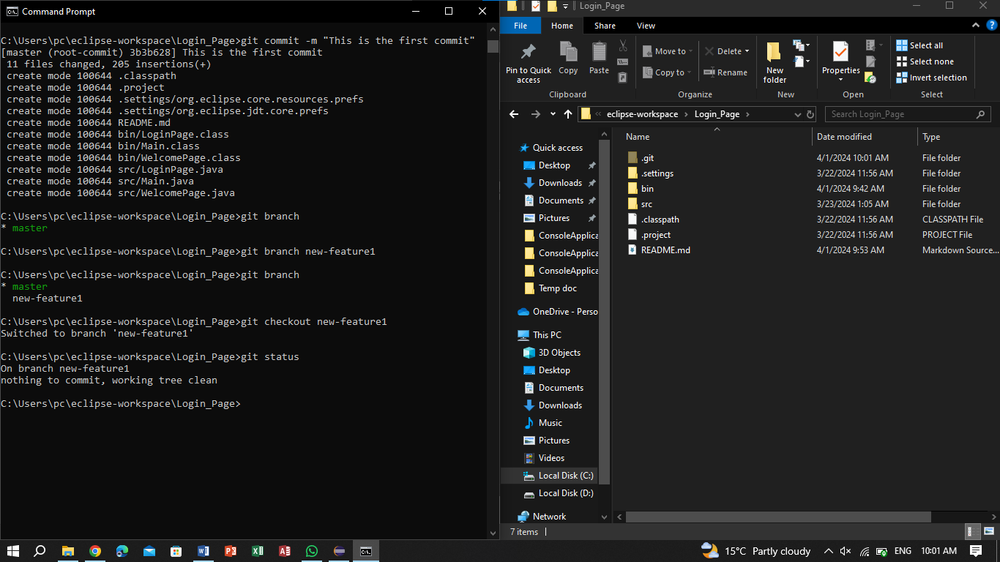 Command Prompt
C:\Users\pc\eclipse-workspace\Login_Page>git commit -m "This is the first commit"
[master (root-commit) 3b3b628] This is the first commit
 11 files changed, 205 insertions(+)
 create mode 100644 .classpath
 create mode 100644 .project
 create mode 100644 .settings/org.eclipse.core.resources.prefs
 create mode 100644 .settings/org.eclipse.jdt.core.prefs
 create mode 100644 README.md
 create mode 100644 bin/LoginPage.class
 create mode 100644 bin/Main.class
 create mode 100644 bin/WelcomePage.class
 create mode 100644 src/LoginPage.java
 create mode 100644 src/Main.java
 create mode 100644 src/WelcomePage.java
C:\Users\pc\eclipse-workspace\Login_Page>git branch
* master
C:\Users\pc\eclipse-workspace\Login_Page>git branch new-feature1
C:\Users\pc\eclipse-workspace\Login_Page>git branch
* master
  new-feature1
C:\Users\pc\eclipse-workspace\Login_Page>git checkout new-feature1
Switched to branch 'new-feature1'
C:\Users\pc\eclipse-workspace\Login_Page>git status
On branch new-feature1
nothing to commit, working tree clean
C:\Users\pc\eclipse-workspace\Login_Page>
Login_Page
File Home Share View
Pin to Quick access
Copy
Paste
Clipboard
Move to
Copy to
Delete
Rename
Organize
New folder
New
Properties
Open
Select all
Select none
Invert selection
Select
« eclipse-workspace › Login_Page ›
Search Login_Page
Quick access
Desktop
Downloads
Documents
Pictures
ConsoleApplica
ConsoleApplica
ConsoleApplica
Temp doc
OneDrive - Perso
This PC
3D Objects
Desktop
Documents
Downloads
Music
Pictures
Videos
Local Disk (C:)
Local Disk (D:)
Network
Name Date modified Type
.git 4/1/2024 10:01 AM File folder
.settings 3/22/2024 11:56 AM File folder
bin 4/1/2024 9:42 AM File folder
src 3/23/2024 1:05 AM File folder
.classpath 3/22/2024 11:56 AM CLASSPATH File
.project 3/22/2024 11:56 AM PROJECT File
README.md 4/1/2024 9:53 AM Markdown Source...
7 items
15°C Partly cloudy ENG 10:01 AM